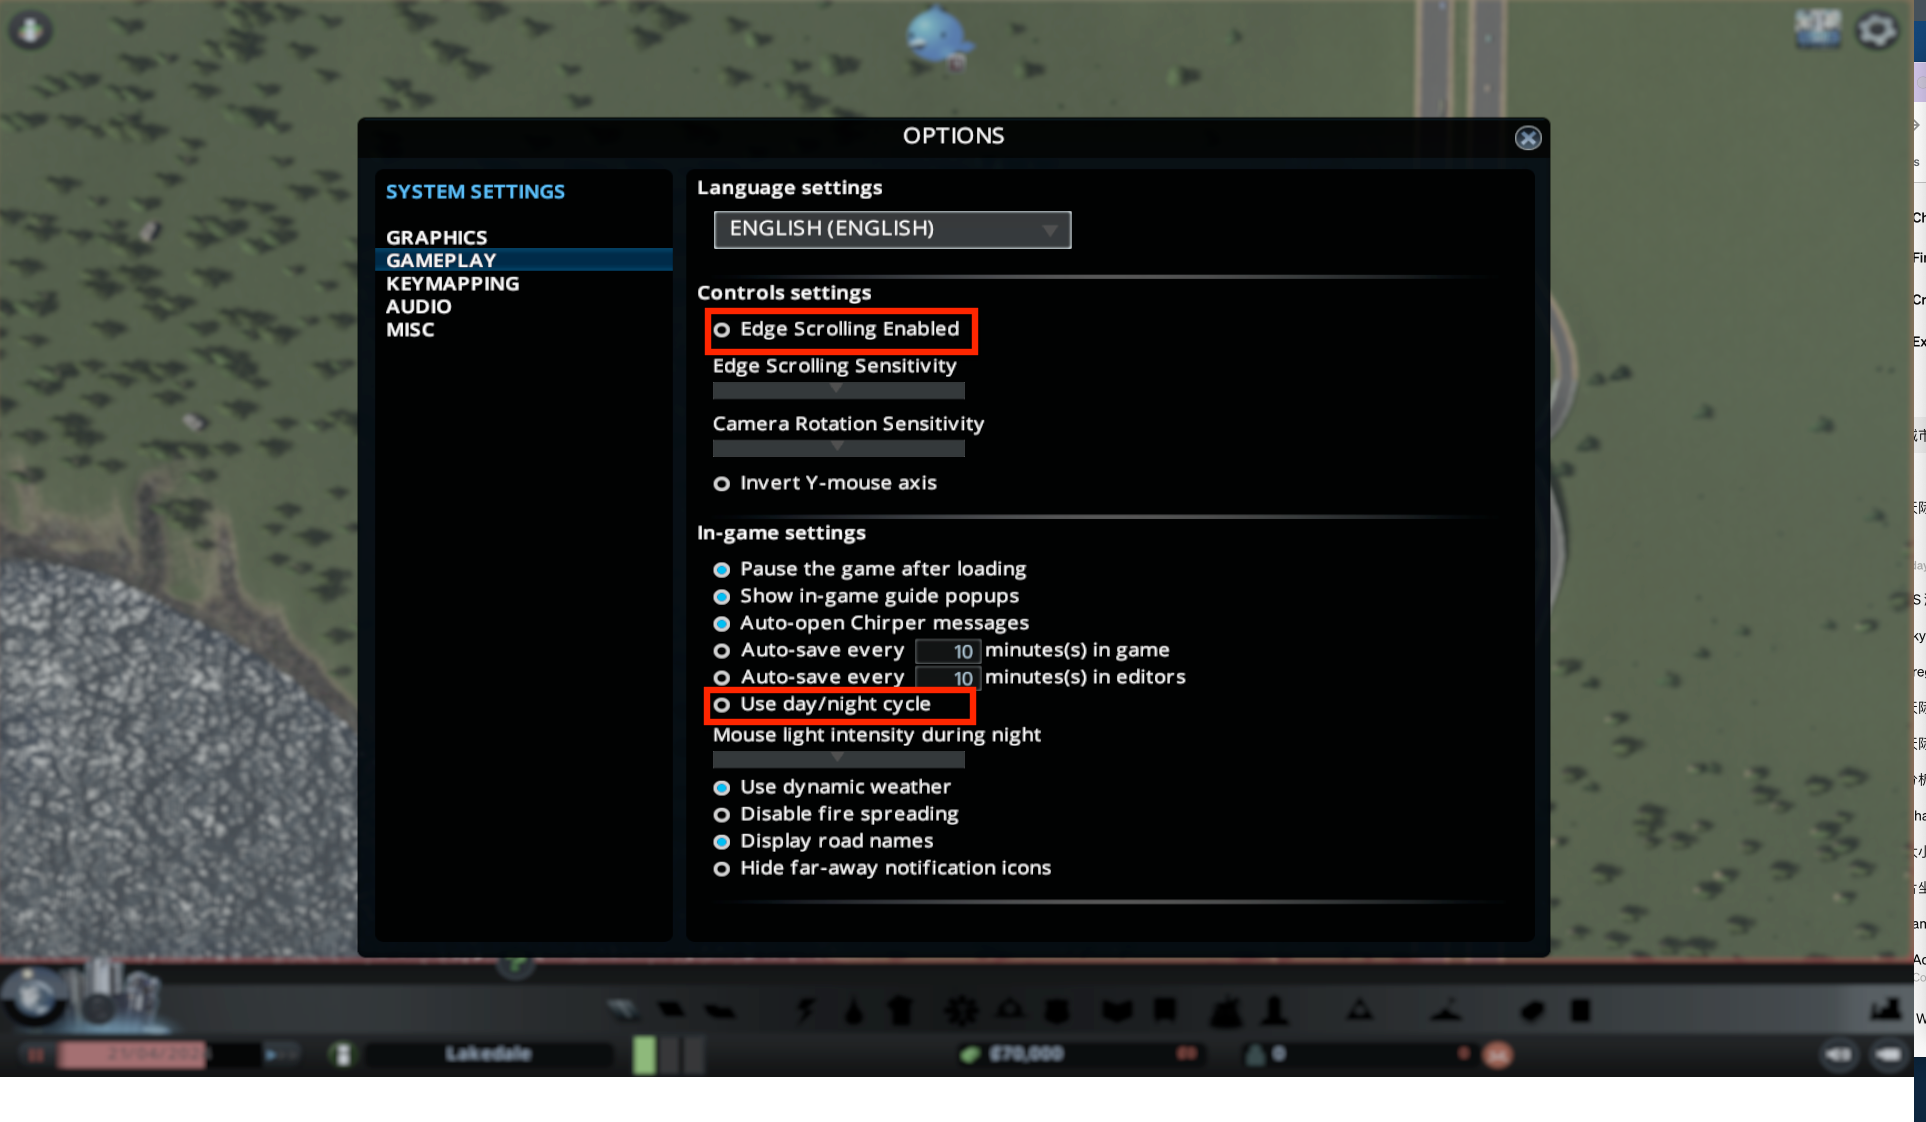 OPTIONS
SYSTEM SETTINGS
GRAPHICS
GAMEPLAY
KEYMAPPING
AUDIO
MISC
Language settings
ENGLISH (ENGLISH)
Controls settings
Edge Scrolling Enabled
Edge Scrolling Sensitivity
Camera Rotation Sensitivity
Invert Y-mouse axis
In-game settings
Pause the game after loading
Show in-game guide popups
Auto-open Chirper messages
Auto-save every 10 minutes(s) in game
Auto-save every 10 minutes(s) in editors
Use day/night cycle
Mouse light intensity during night
Use dynamic weather
Disable fire spreading
Display road names
Hide far-away notification icons
Lakedale
₡70,000
0